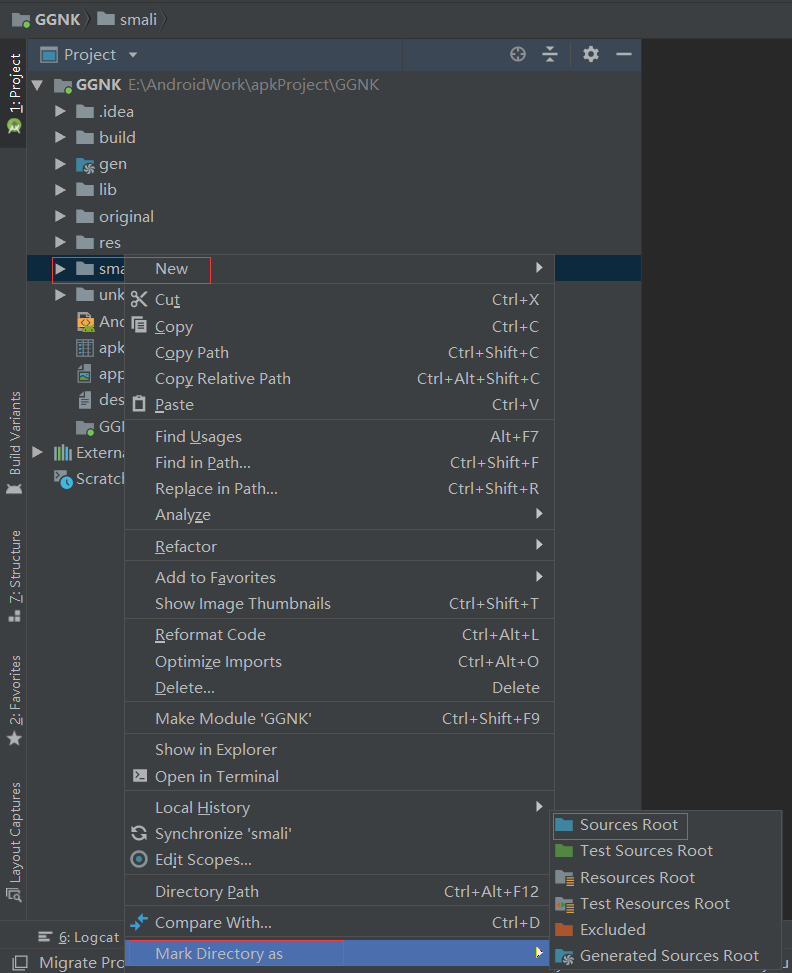 GGNK smali
Project
1: Project
GGNK E:\AndroidWork\apkProject\GGNK
.idea
build
gen
lib
original
res
sma
unk
And
apk
app
des
GGI
Externa
Scratcl
New
Cut Ctrl+X
Copy Ctrl+C
Copy Path Ctrl+Shift+C
Copy Relative Path Ctrl+Alt+Shift+C
Paste Ctrl+V
Find Usages Alt+F7
Find in Path... Ctrl+Shift+F
Replace in Path... Ctrl+Shift+R
Analyze
Refactor
Add to Favorites
Show Image Thumbnails Ctrl+Shift+T
Reformat Code Ctrl+Alt+L
Optimize Imports Ctrl+Alt+O
Delete... Delete
Make Module 'GGNK' Ctrl+Shift+F9
Show in Explorer
Open in Terminal
Local History
Synchronize 'smali'
Edit Scopes...
Directory Path Ctrl+Alt+F12
Compare With... Ctrl+D
Mark Directory as
Sources Root
Test Sources Root
Resources Root
Test Resources Root
Excluded
Generated Sources Root
Build Variants
7: Structure
2: Favorites
Layout Captures
6: Logcat
Migrate Pro